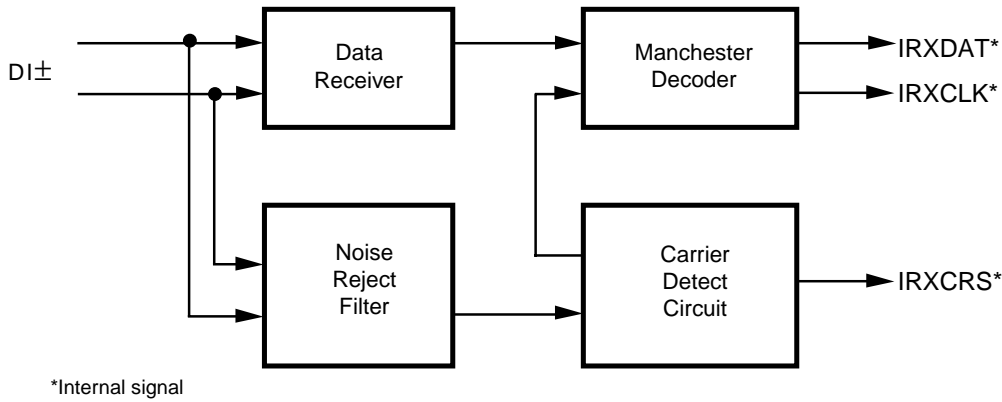 DI±
Data
Receiver
Manchester
Decoder
IRXDAT*
IRXCLK*
Noise
Reject
Filter
Carrier
Detect
Circuit
IRXCRS*
*Internal signal